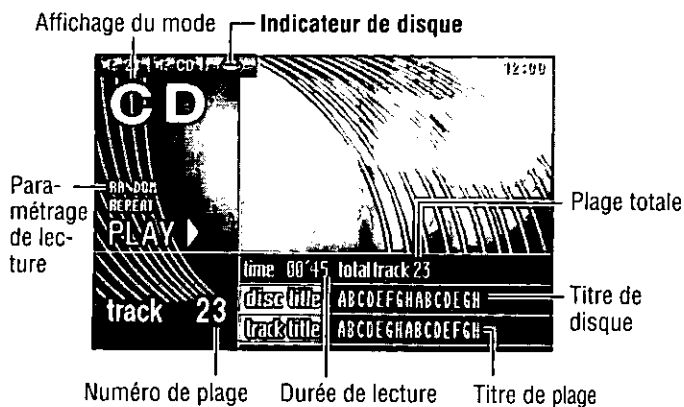 Affichage du mode
Indicateur de disque
CD
12:00
RANDOM
REPEAT
PLAY
Para-
métrage
de lec-
ture
Plage totale
time 00'45 total track 23
disc title ABCDEFGHABCDEGH
Titre de
disque
track 23
track title ABCDEFGHABCDEFGH
Numéro de plage
Durée de lecture
Titre de plage